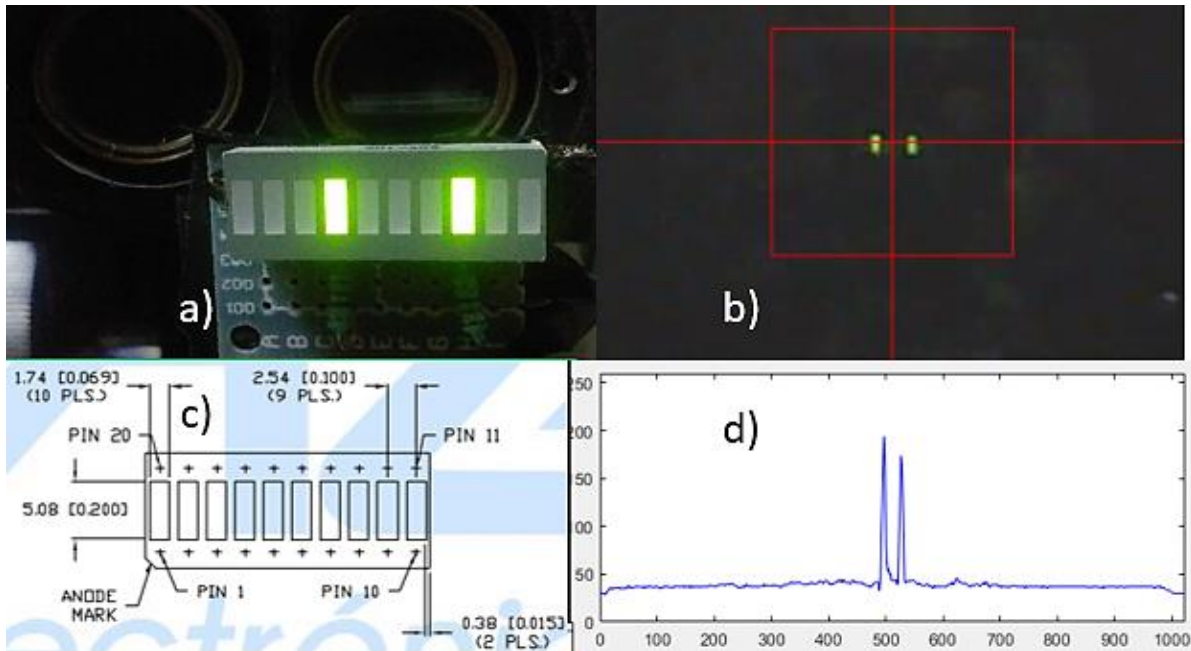 a)
b)
200
100
A
B
C
E
F
G
H
1.74 [0.069]
(10 PLS.)
2.54 [0.100]
(9 PLS.)
c)
PIN 20
PIN 11
5.08 [0.200]
ANODE
MARK
PIN 1
PIN 10
0.38 [0.015]
(2 PLS.)
ectróni
d)
250
200
150
100
50
0
0 100 200 300 400 500 600 700 800 900 1000